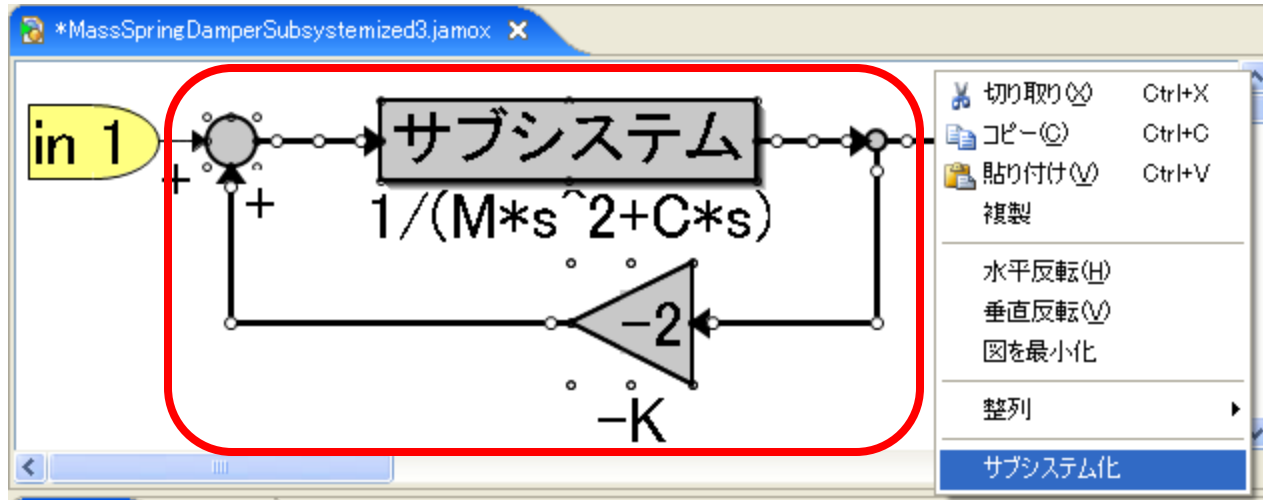 *MassSpringDamperSubsystemized3.jamox
in 1
+
+
サブシステム
1/(M*s^2+C*s)
-2
-K
切り取り(X) Ctrl+X
コピー(C) Ctrl+C
貼り付け(V) Ctrl+V
複製
水平反転(H)
垂直反転(V)
図を最小化
整列
サブシステム化